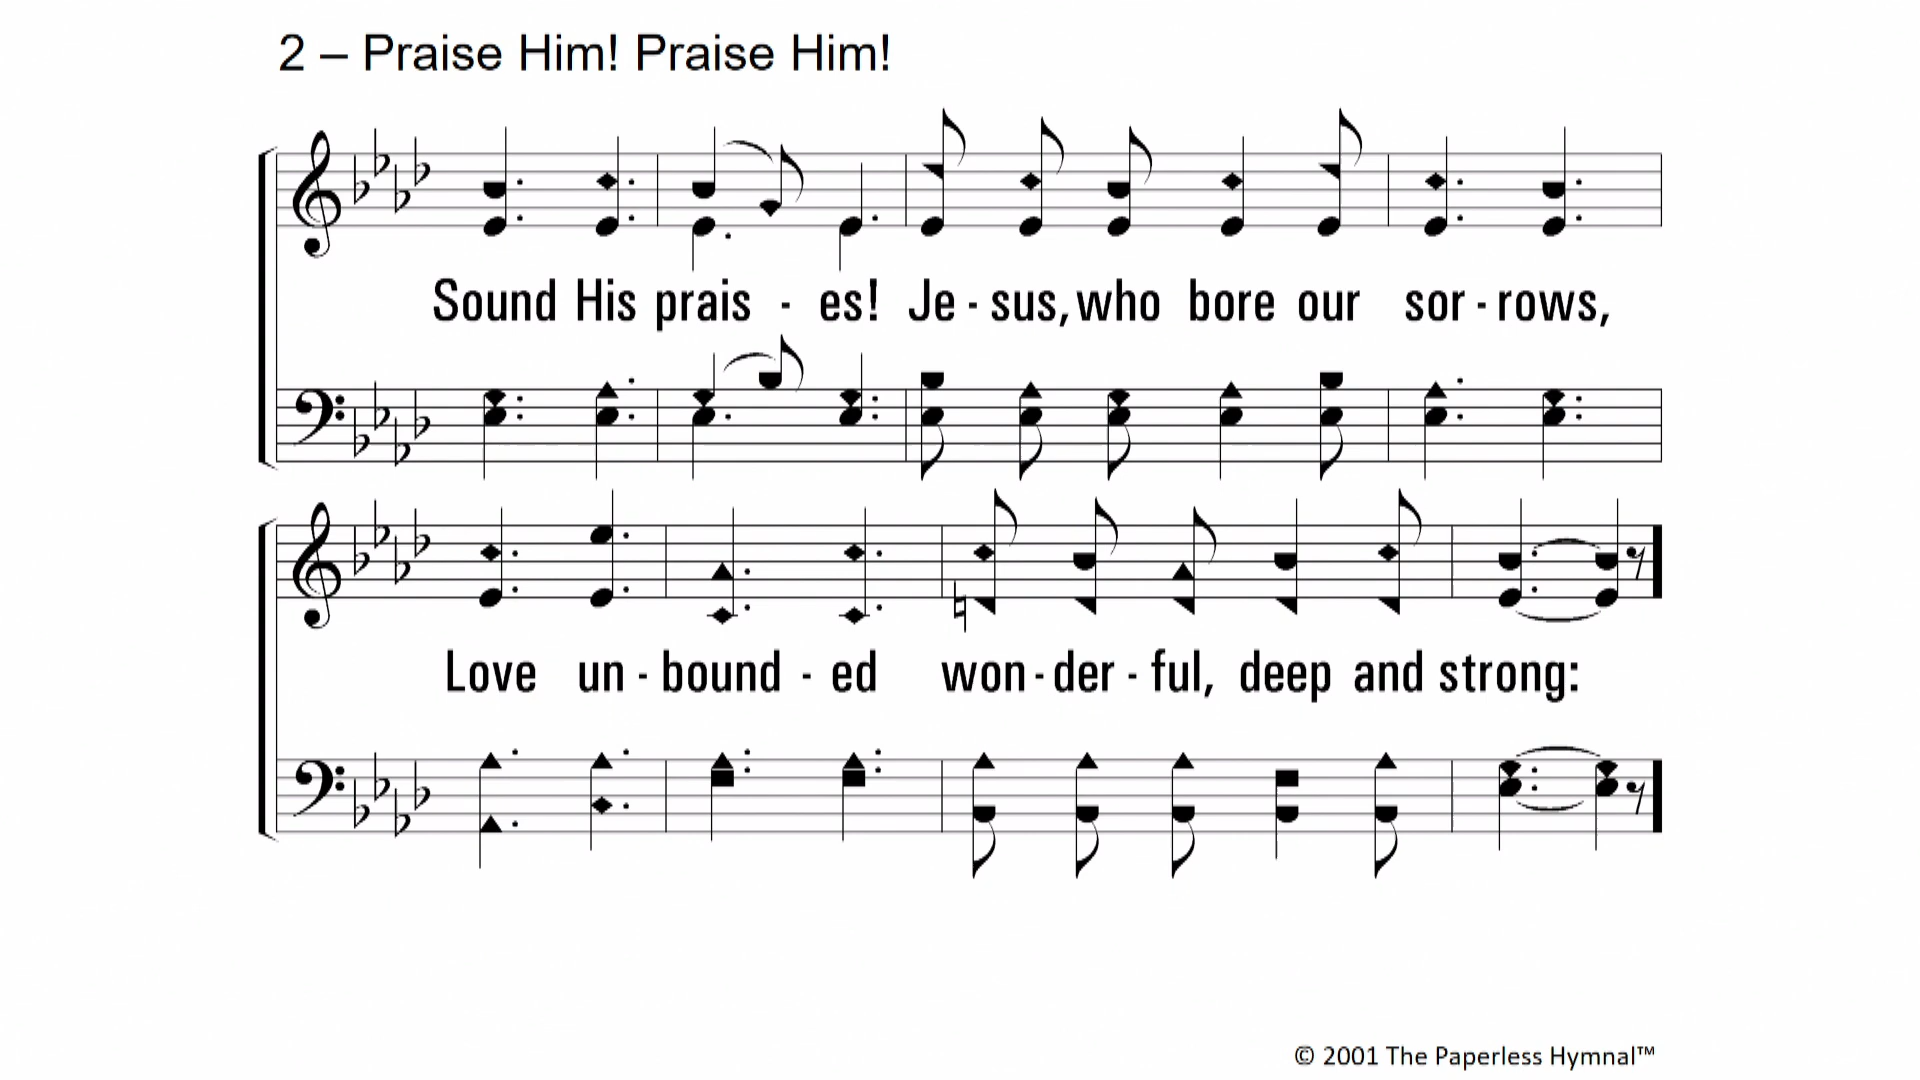 2 – Praise Him! Praise Him!
Sound His prais - es! Je - sus, who bore our sor - rows,
Love un - bound - ed won - der - ful, deep and strong:
© 2001 The Paperless Hymnal™